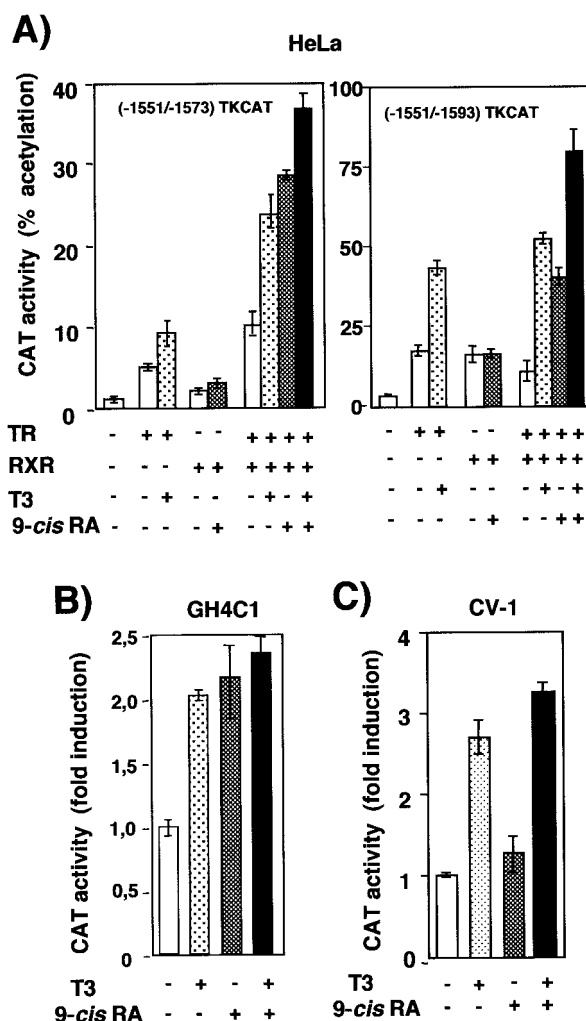 A)
HeLa
CAT activity (% acetylation)
40
30
20
10
0
(-1551/-1573) TKCAT
100
75
50
25
0
(-1551/-1593) TKCAT
TR - + + - - + + + + - + + - - + + + +
RXR - - - + + + + + + - - - + + + + + +
T3 - - + - - - + - + - - + - - - + - +
9-cis RA - - - - + - - + + - - - - + - - + +
B)
GH4C1
CAT activity (fold induction)
2,5
2,0
1,5
1,0
0,5
0
T3 - + - +
9-cis RA - - + +
C)
CV-1
CAT activity (fold induction)
4
3
2
1
0
T3 - + - +
9-cis RA - - + +